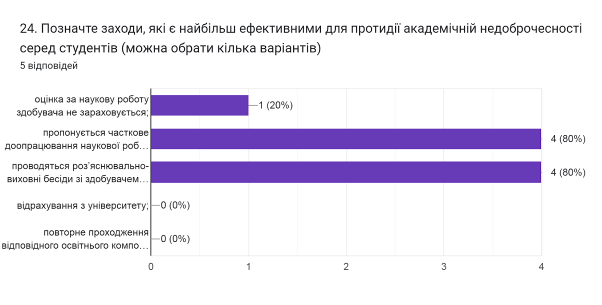 24. Позначте заходи, які є найбільш ефективними для протидії академічній недоброчесності
серед студентів (можна обрати кілька варіантів)
5 відповідей
оцінка за наукову роботу
здобувача не зараховується;
1 (20%)
пропонується часткове
доопрацювання наукової роб…
4 (80%)
проводяться роз'яснювально-
виховні бесіди зі здобувачем…
4 (80%)
відрахування з університету;
0 (0%)
повторне проходження
відповідного освітнього компо…
0 (0%)
0 1 2 3 4